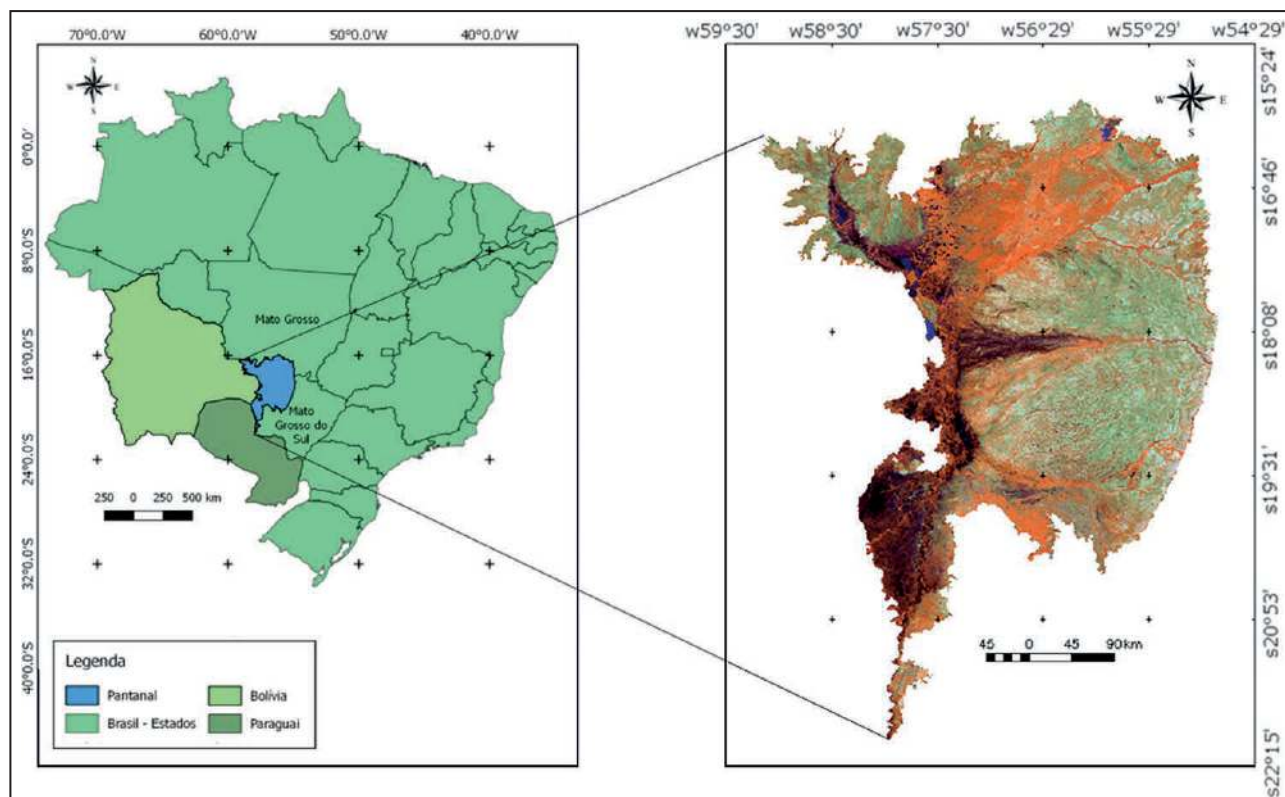 70°0.0'W 60°0.0'W 50°0.0'W 40°0.0'W
N
W E
S
0°0.0'
8°0.0'S
16°0.0'S
24°0.0'S
32°0.0'S
40°0.0'S
Mato Grosso
Mato
Grosso do
Sul
250 0 250 500 km
Legenda
Pantanal
Bolívia
Brasil - Estados
Paraguai
w59°30' w58°30' w57°30' w56°29' w55°29' w54°29'
N
W E
S
s15°24'
s16°46'
s18°08'
s19°31'
s20°53'
s22°15'
45 0 45 90km